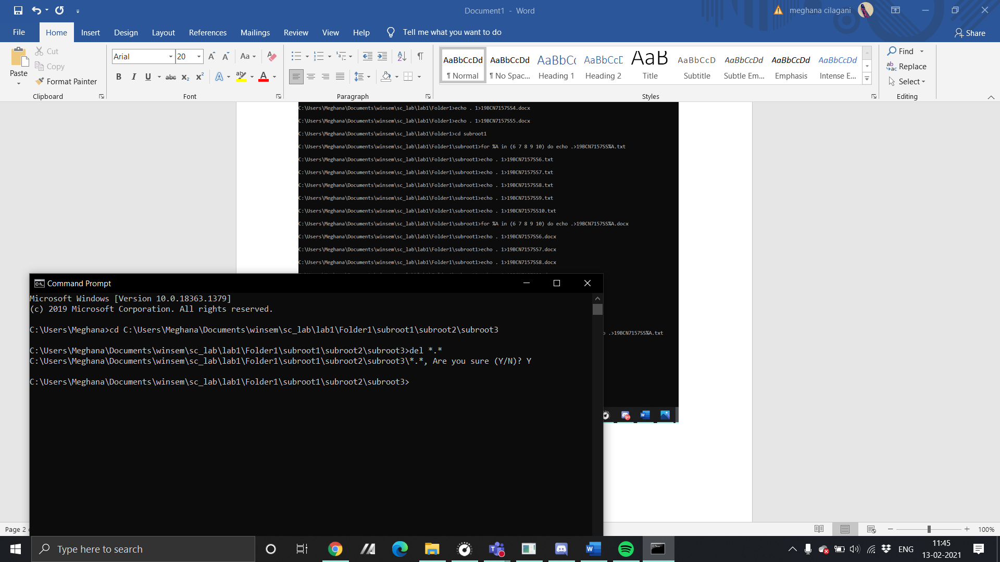 Document1 - Word
meghana cilagani
File Home Insert Design Layout References Mailings Review View Help Tell me what you want to do Share
Paste
Cut
Copy
Format Painter
Clipboard
Arial 20
Aa
B I U abc X2 X2
A ab A
Font
Paragraph
AaBbCcDd AaBbCcDd AaBbCc AaBbCcD AaB AaBbCcD AaBbCcDd AaBbCcDd AaBbCcDd
¶ Normal ¶ No Spac... Heading 1 Heading 2 Title Subtitle Subtle Em... Emphasis Intense E...
Styles
Find
Replace
Select
Editing
C:\Users\Meghana\Documents\winsem\sc_lab\lab1\Folder1>echo . 1>19BCN7157SS4.docx
C:\Users\Meghana\Documents\winsem\sc_lab\lab1\Folder1>echo . 1>19BCN7157SS5.docx
C:\Users\Meghana\Documents\winsem\sc_lab\lab1\Folder1>cd subroot1
C:\Users\Meghana\Documents\winsem\sc_lab\lab1\Folder1\subroot1>for %A in (6 7 8 9 10) do echo .>19BCN7157SS%A.txt
C:\Users\Meghana\Documents\winsem\sc_lab\lab1\Folder1\subroot1>echo . 1>19BCN7157SS6.txt
C:\Users\Meghana\Documents\winsem\sc_lab\lab1\Folder1\subroot1>echo . 1>19BCN7157SS7.txt
C:\Users\Meghana\Documents\winsem\sc_lab\lab1\Folder1\subroot1>echo . 1>19BCN7157SS8.txt
C:\Users\Meghana\Documents\winsem\sc_lab\lab1\Folder1\subroot1>echo . 1>19BCN7157SS9.txt
C:\Users\Meghana\Documents\winsem\sc_lab\lab1\Folder1\subroot1>echo . 1>19BCN7157SS10.txt
C:\Users\Meghana\Documents\winsem\sc_lab\lab1\Folder1\subroot1>for %A in (6 7 8 9 10) do echo .>19BCN7157SS%A.docx
C:\Users\Meghana\Documents\winsem\sc_lab\lab1\Folder1\subroot1>echo . 1>19BCN7157SS6.docx
C:\Users\Meghana\Documents\winsem\sc_lab\lab1\Folder1\subroot1>echo . 1>19BCN7157SS7.docx
C:\Users\Meghana\Documents\winsem\sc_lab\lab1\Folder1\subroot1>echo . 1>19BCN7157SS8.docx
.>19BCN7157SS%A.txt
Command Prompt
Microsoft Windows [Version 10.0.18363.1379]
(c) 2019 Microsoft Corporation. All rights reserved.
C:\Users\Meghana>cd C:\Users\Meghana\Documents\winsem\sc_lab\lab1\Folder1\subroot1\subroot2\subroot3
C:\Users\Meghana\Documents\winsem\sc_lab\lab1\Folder1\subroot1\subroot2\subroot3>del *.*
C:\Users\Meghana\Documents\winsem\sc_lab\lab1\Folder1\subroot1\subroot2\subroot3\*.*, Are you sure (Y/N)? Y
C:\Users\Meghana\Documents\winsem\sc_lab\lab1\Folder1\subroot1\subroot2\subroot3>
Page 2
100%
Type here to search
ENG
11:45
13-02-2021